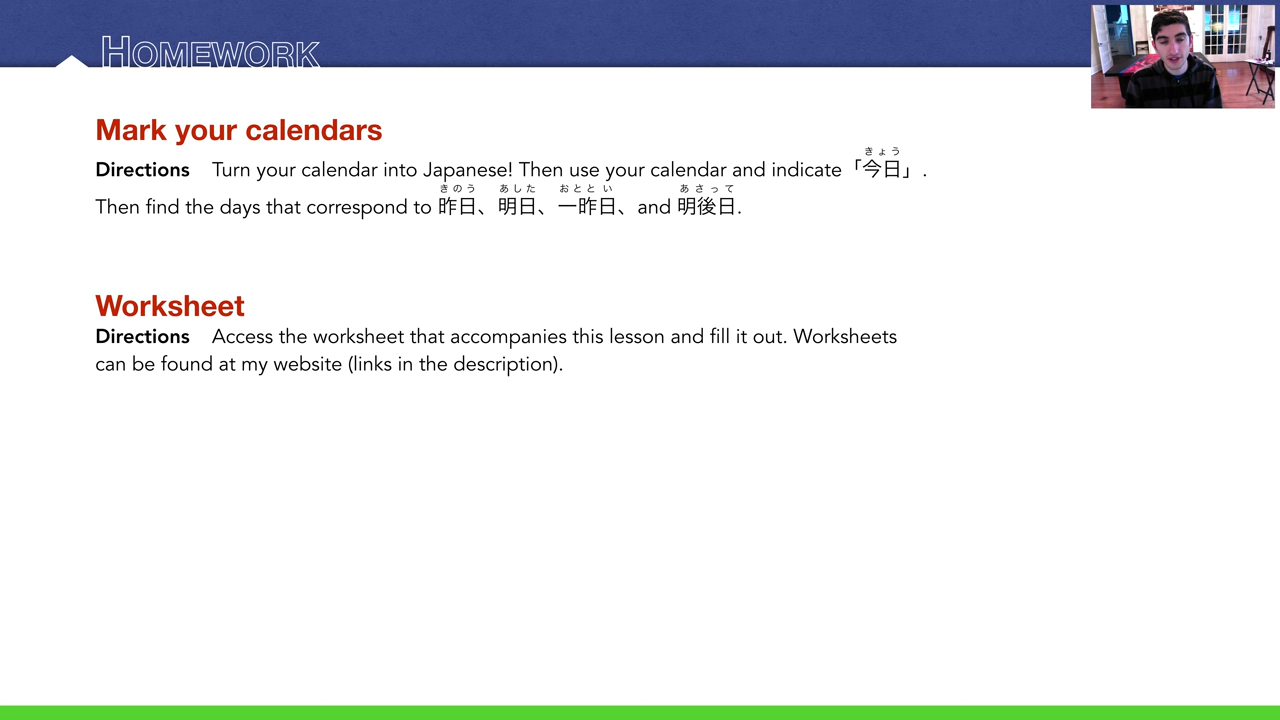 HOMEWORK
Mark your calendars
きょう
Directions Turn your calendar into Japanese! Then use your calendar and indicate「今日」.
きのう あした おととい あさって
Then find the days that correspond to 昨日、明日、一昨日、and 明後日.
Worksheet
Directions Access the worksheet that accompanies this lesson and fill it out. Worksheets
can be found at my website (links in the description).